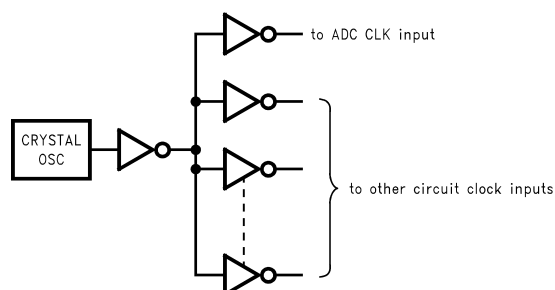 to ADC CLK input
CRYSTAL
OSC
to other circuit clock inputs